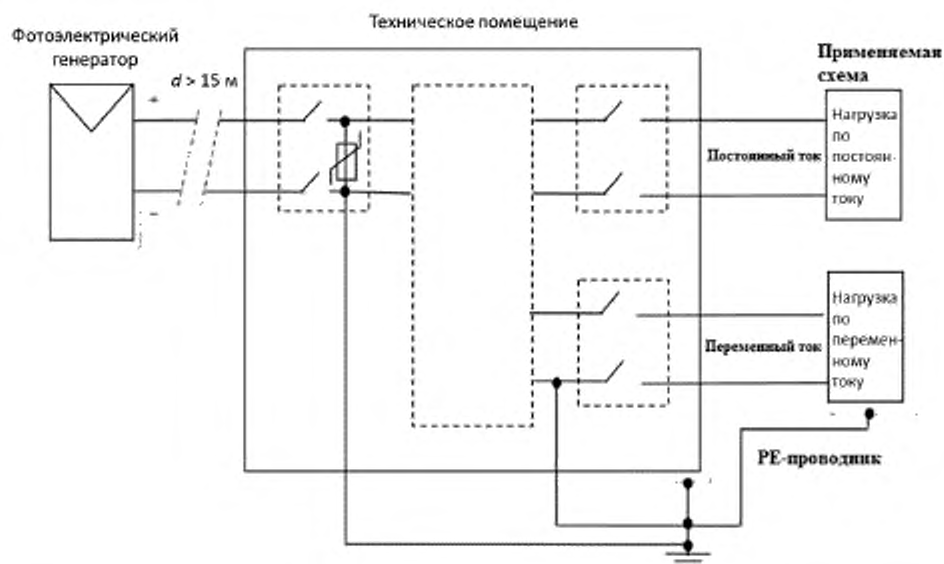 Техническое помещение
Фотоэлектрический
генератор
d > 15 м
+
−
Применяемая
схема
Нагрузка
по
постоян-
ному
току
Постоянный ток
Нагрузка
по
перемен-
ному
току
Переменный ток
PE-проводник